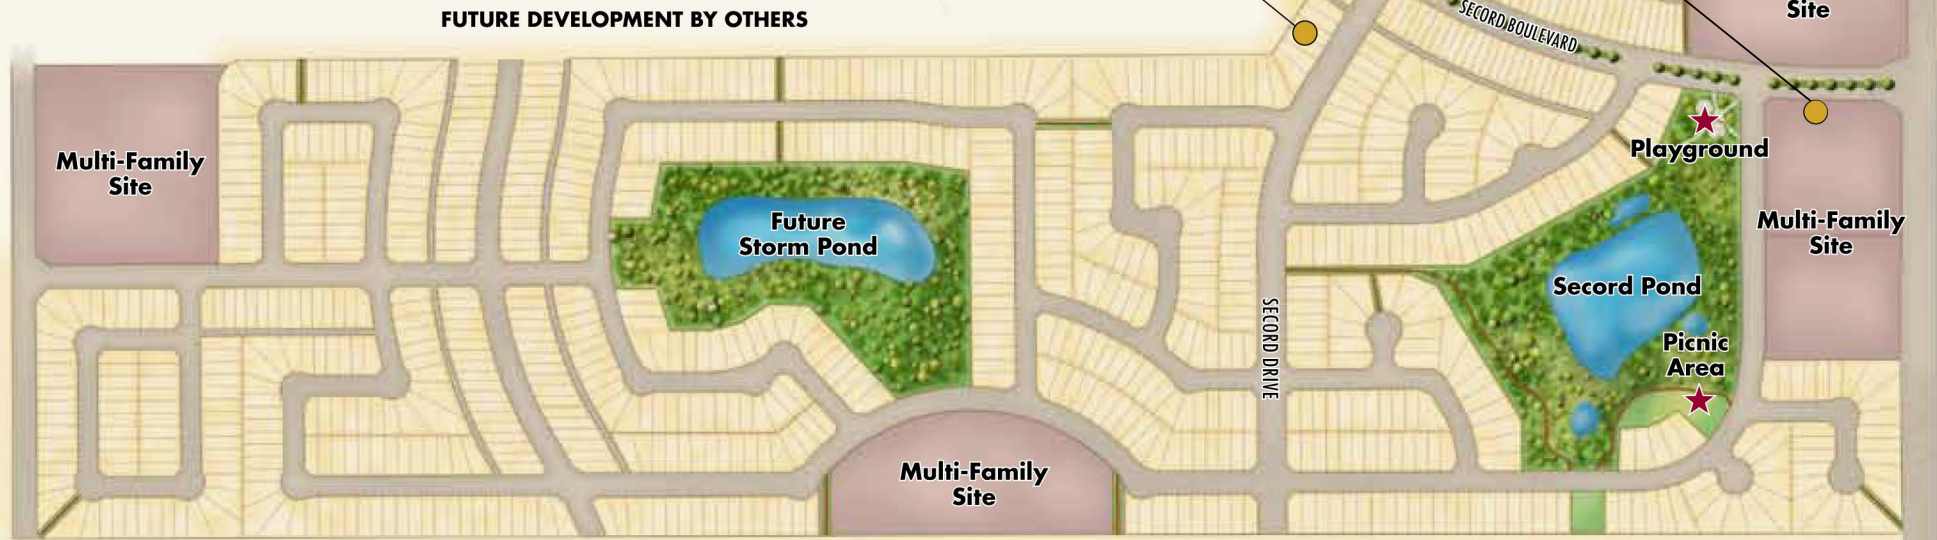 FUTURE DEVELOPMENT BY OTHERS
Site
SECORD BOULEVARD
Multi-Family
Site
Playground
Future
Storm Pond
Multi-Family
Site
Secord Pond
SECORD DRIVE
Picnic
Area
Multi-Family
Site